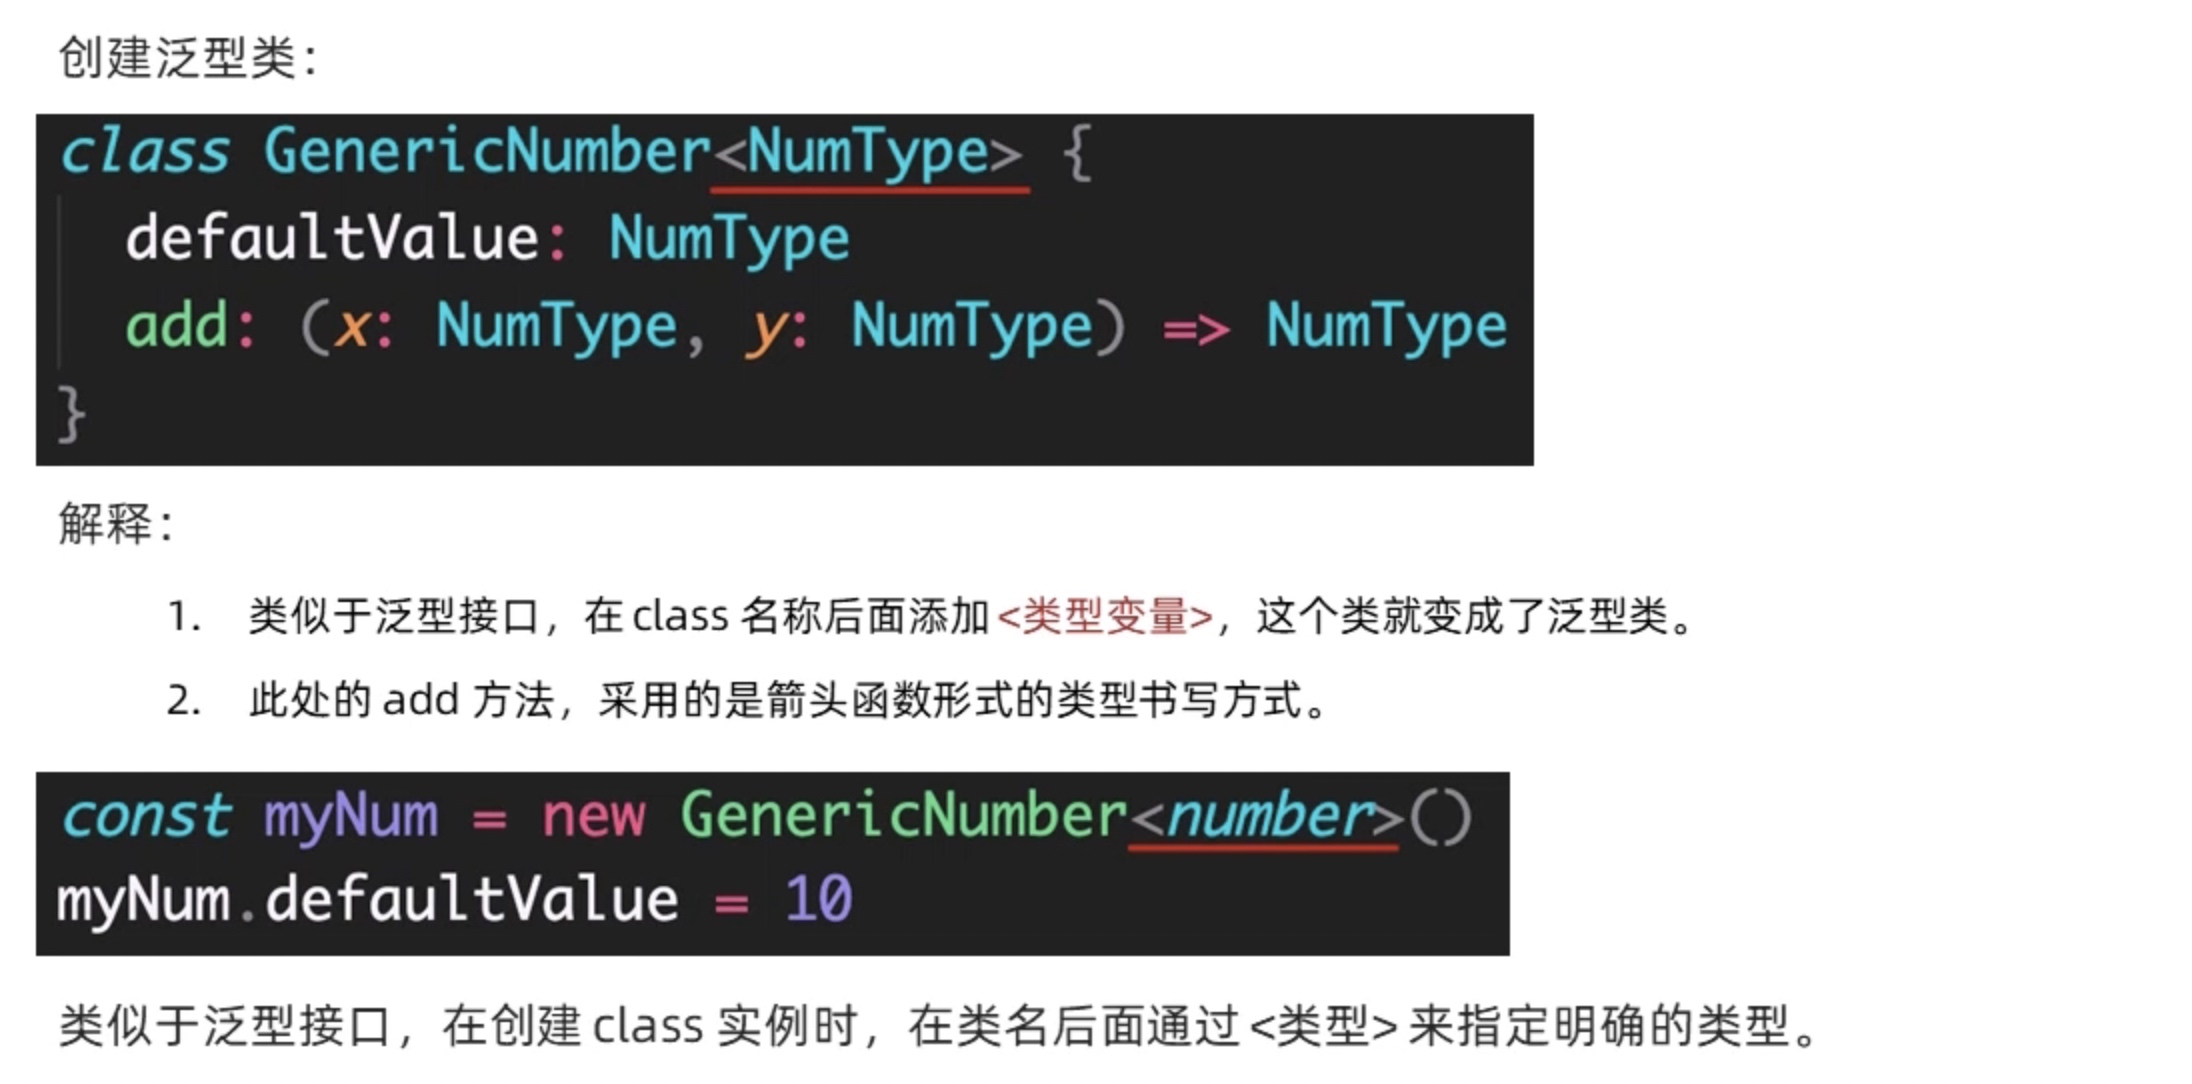 创建泛型类：
class GenericNumber<NumType> {
  defaultValue: NumType
  add: (x: NumType, y: NumType) => NumType
}
解释：
1. 类似于泛型接口，在 class 名称后面添加 <类型变量>，这个类就变成了泛型类。
2. 此处的 add 方法，采用的是箭头函数形式的类型书写方式。
const myNum = new GenericNumber<number>()
myNum.defaultValue = 10
类似于泛型接口，在创建 class 实例时，在类名后面通过 <类型> 来指定明确的类型。